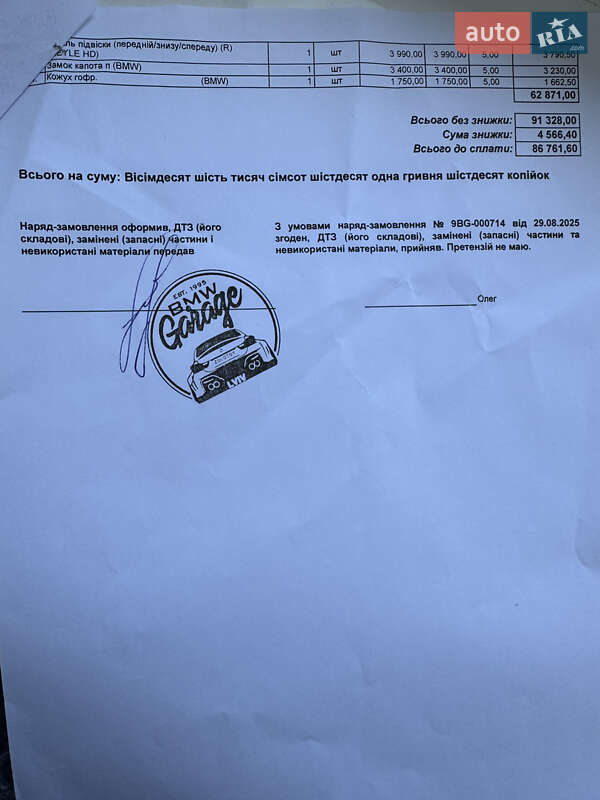 auto RIA .com
підвіски (передній/знизу/спереду) (R) 1 шт 3 990,00 3 990,00 5,00 3 790,50
HD)
Замок капота п (BMW) 1 шт 3 400,00 3 400,00 5,00 3 230,00
Кожух гофр. (BMW) 1 шт 1 750,00 1 750,00 5,00 1 662,50
62 871,00
Всього без знижки: 91 328,00
Сума знижки: 4 566,40
Всього до сплати: 86 761,60
Всього на суму: Вісімдесят шість тисяч сімсот шістдесят одна гривня шістдесят копійок
Наряд-замовлення оформив, ДТЗ (його
складові), замінені (запасні) частини і
невикористані матеріали передав
З умовами наряд-замовлення № 9BG-000714 від 29.08.2025
згоден, ДТЗ (його складові), замінені (запасні) частини та
невикористані матеріали, прийняв. Претензій не маю.
Олег
EST. 1995
BMW
Garage
LVIV